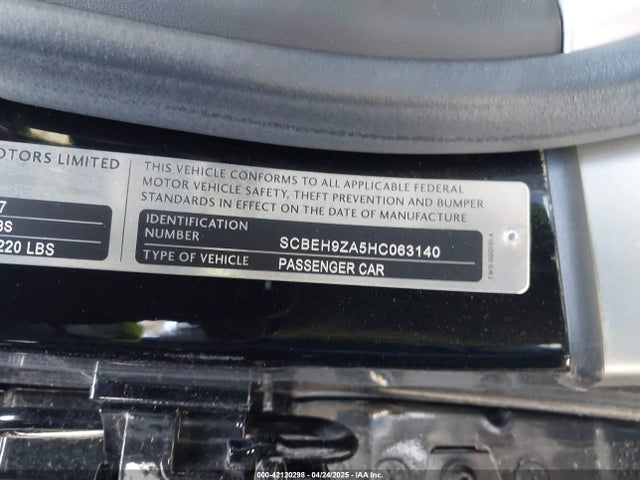 OTORS LIMITED
7
BS
220 LBS
THIS VEHICLE CONFORMS TO ALL APPLICABLE FEDERAL
MOTOR VEHICLE SAFETY, THEFT PREVENTION AND BUMPER
STANDARDS IN EFFECT ON THE DATE OF MANUFACTURE
IDENTIFICATION
NUMBER
SCBEH9ZA5HC063140
TYPE OF VEHICLE
PASSENGER CAR
000-42120298 - 04/24/2025 - IAA Inc.